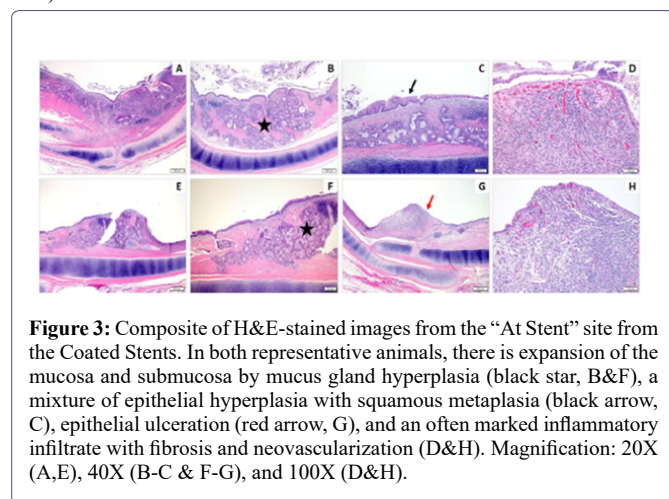 A
B
C
D
E
F
G
H
Figure 3: Composite of H&E-stained images from the “At Stent” site from
the Coated Stents. In both representative animals, there is expansion of the
mucosa and submucosa by mucus gland hyperplasia (black star, B&F), a
mixture of epithelial hyperplasia with squamous metaplasia (black arrow,
C), epithelial ulceration (red arrow, G), and an often marked inflammatory
infiltrate with fibrosis and neovascularization (D&H). Magnification: 20X
(A,E), 40X (B-C & F-G), and 100X (D&H).